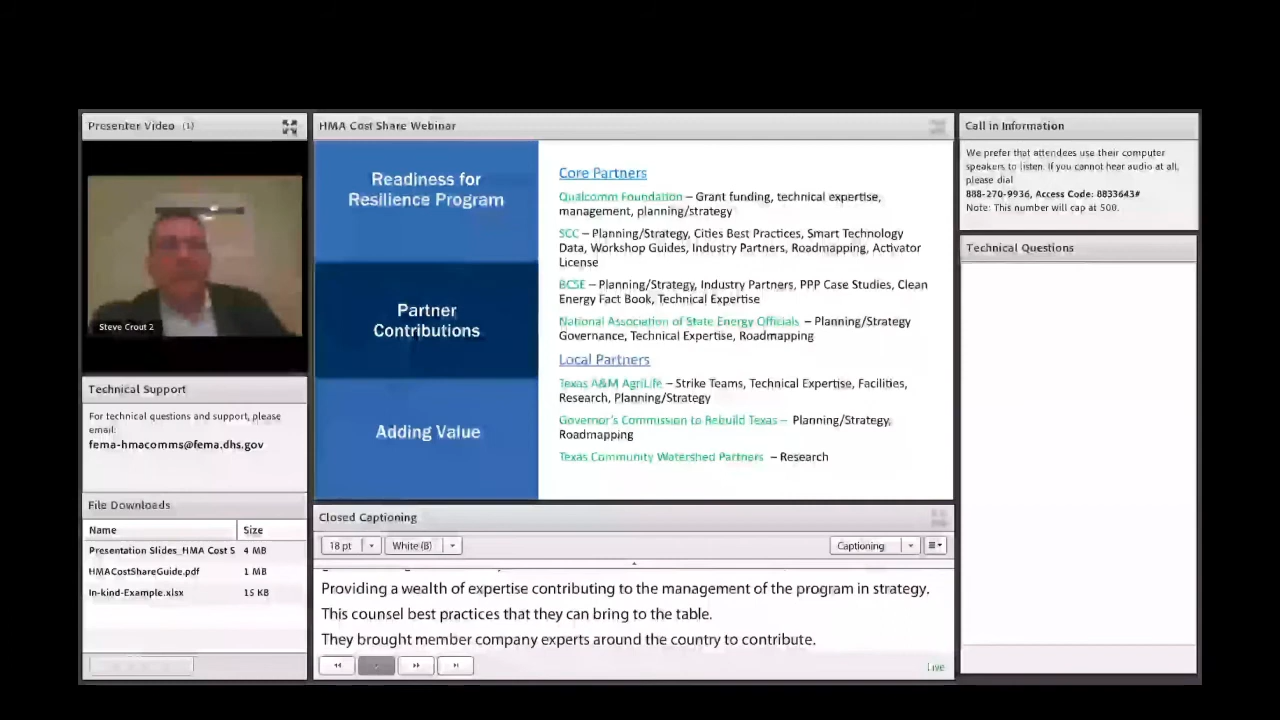 Presenter Video (1)
Steve Crout 2
Technical Support
For technical questions and support, please
email:
fema-hmacomms@fema.dhs.gov
File Downloads
Name Size
Presentation Slides_HMA Cost S 4 MB
HMACostShareGuide.pdf 1 MB
In-kind-Example.xlsx 15 KB
HMA Cost Share Webinar
Readiness for
Resilience Program
Partner
Contributions
Adding Value
Core Partners
Qualcomm Foundation – Grant funding, technical expertise,
management, planning/strategy
SCC – Planning/Strategy, Cities Best Practices, Smart Technology
Data, Workshop Guides, Industry Partners, Roadmapping, Activator
License
BCSE – Planning/Strategy, Industry Partners, PPP Case Studies, Clean
Energy Fact Book, Technical Expertise
National Association of State Energy Officials – Planning/Strategy
Governance, Technical Expertise, Roadmapping
Local Partners
Texas A&M AgriLife – Strike Teams, Technical Expertise, Facilities,
Research, Planning/Strategy
Governor's Commission to Rebuild Texas – Planning/Strategy,
Roadmapping
Texas Community Watershed Partners – Research
Closed Captioning
18 pt White (B) Captioning
Providing a wealth of expertise contributing to the management of the program in strategy.
This counsel best practices that they can bring to the table.
They brought member company experts around the country to contribute.
Live
Call in Information
We prefer that attendees use their computer
speakers to listen. If you cannot hear audio at all,
please dial
888-270-9936, Access Code: 8833643#
Note: This number will cap at 500.
Technical Questions